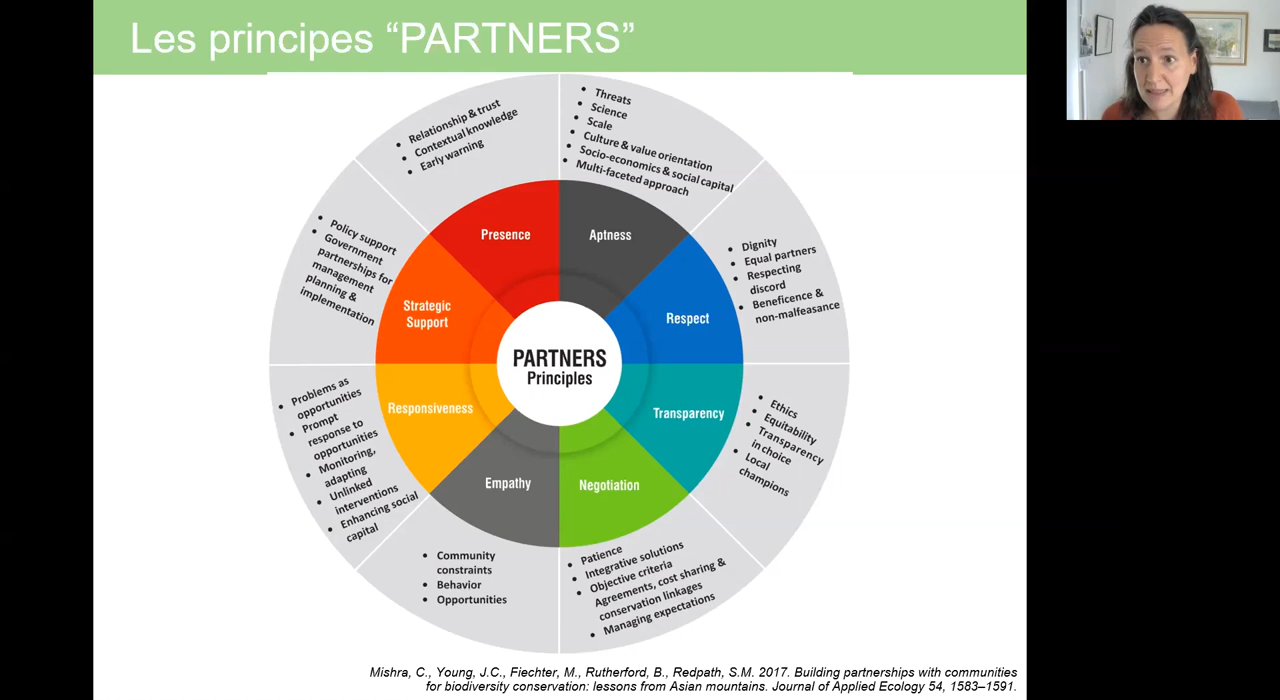 Les principes “PARTNERS”
• Relationship & trust
• Contextual knowledge
• Early warning
• Threats
• Science
• Scale
• Culture & value orientation
• Socio-economics & social capital
• Multi-faceted approach
Presence
Aptness
• Policy support
• Government
partnerships for
management
planning &
implementation
• Dignity
• Equal partners
• Respecting
discord
• Beneficence &
non-malfeasance
Strategic
Support
Respect
PARTNERS
Principles
• Problems as
opportunities
• Prompt
response to
opportunities
• Monitoring,
adapting
• Unlinked
interventions
• Enhancing social
capital
Responsiveness
Transparency
• Ethics
• Equitability
• Transparency
in choice
• Local
champions
Empathy
Negotiation
• Community
constraints
• Behavior
• Opportunities
• Patience
• Integrative solutions
• Objective criteria
Agreements, cost sharing &
conservation linkages
• Managing expectations
Mishra, C., Young, J.C., Fiechter, M., Rutherford, B., Redpath, S.M. 2017. Building partnerships with communities
for biodiversity conservation: lessons from Asian mountains. Journal of Applied Ecology 54, 1583–1591.